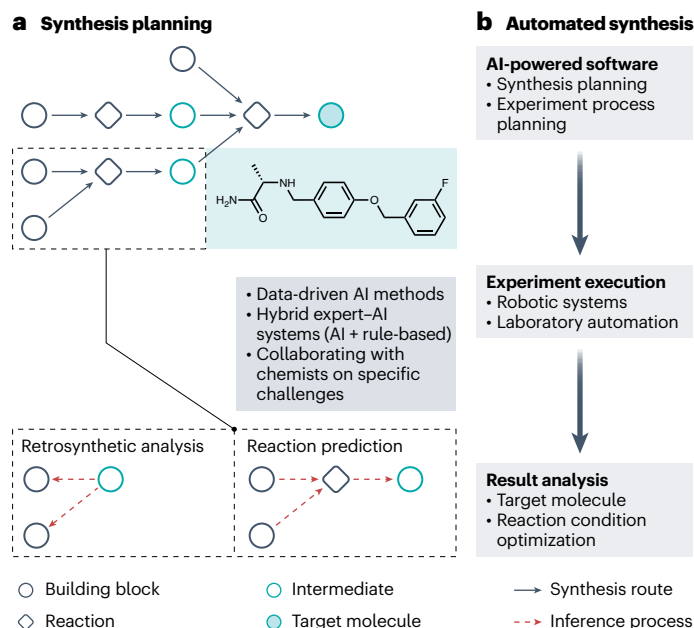 a Synthesis planning
H₂N
O
NH
O
F
• Data-driven AI methods
• Hybrid expert–AI
systems (AI + rule-based)
• Collaborating with
chemists on specific
challenges
Retrosynthetic analysis
Reaction prediction
Building block
Reaction
Intermediate
Target molecule
b Automated synthesis
AI-powered software
• Synthesis planning
• Experiment process
planning
Experiment execution
• Robotic systems
• Laboratory automation
Result analysis
• Target molecule
• Reaction condition
optimization
Synthesis route
Inference process